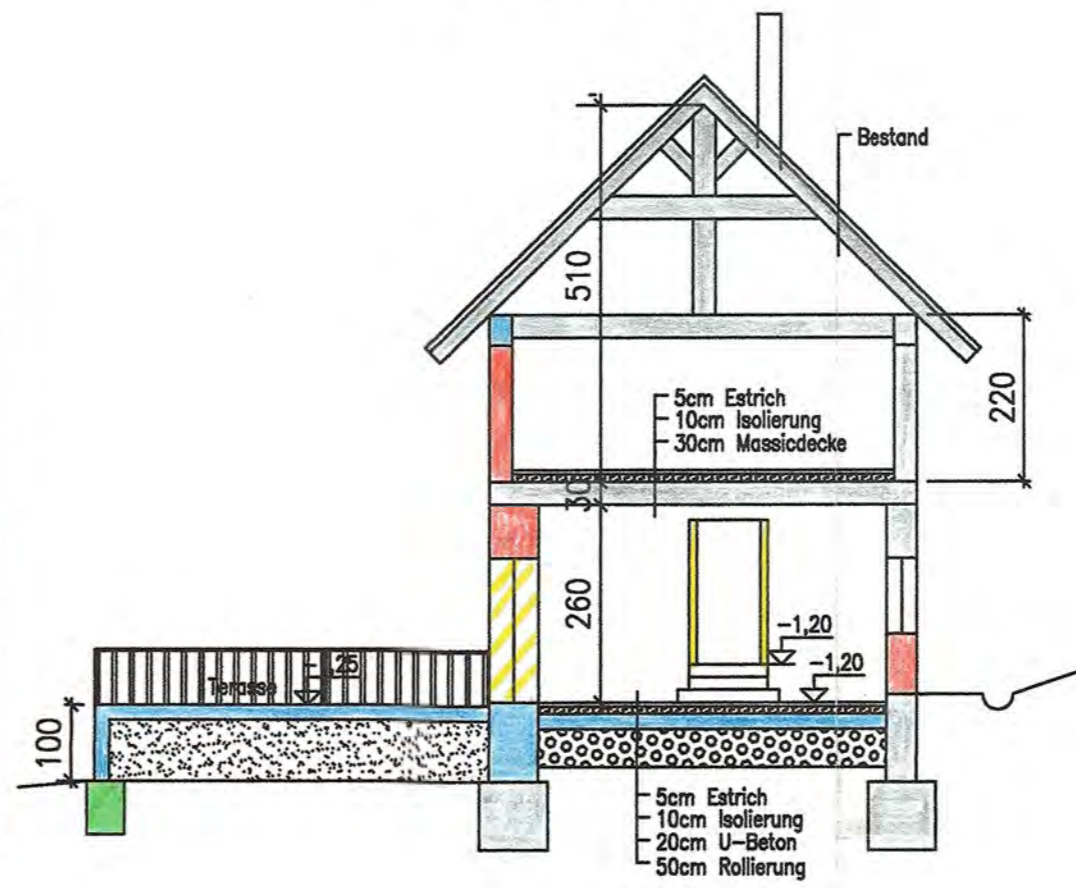 Bestand
510
5cm Estrich
10cm Isolierung
30cm Massicdecke
220
30
260
-1,20
-1,20
,25
Terasse
100
5cm Estrich
10cm Isolierung
20cm U-Beton
50cm Rollierung